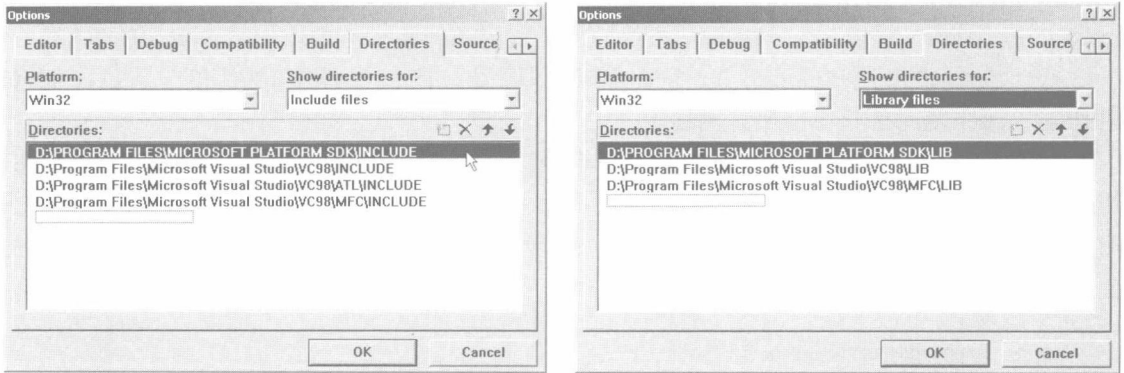 Options
Editor Tabs Debug Compatibility Build Directories Source
Platform: Show directories for:
Win32 Include files
Directories:
D:\PROGRAM FILES\MICROSOFT PLATFORM SDK\INCLUDE
D:\Program Files\Microsoft Visual Studio\VC98\INCLUDE
D:\Program Files\Microsoft Visual Studio\VC98\ATL\INCLUDE
D:\Program Files\Microsoft Visual Studio\VC98\MFC\INCLUDE
OK Cancel
Options
Editor Tabs Debug Compatibility Build Directories Source
Platform: Show directories for:
Win32 Library files
Directories:
D:\PROGRAM FILES\MICROSOFT PLATFORM SDK\LIB
D:\Program Files\Microsoft Visual Studio\VC98\LIB
D:\Program Files\Microsoft Visual Studio\VC98\MFC\LIB
OK Cancel